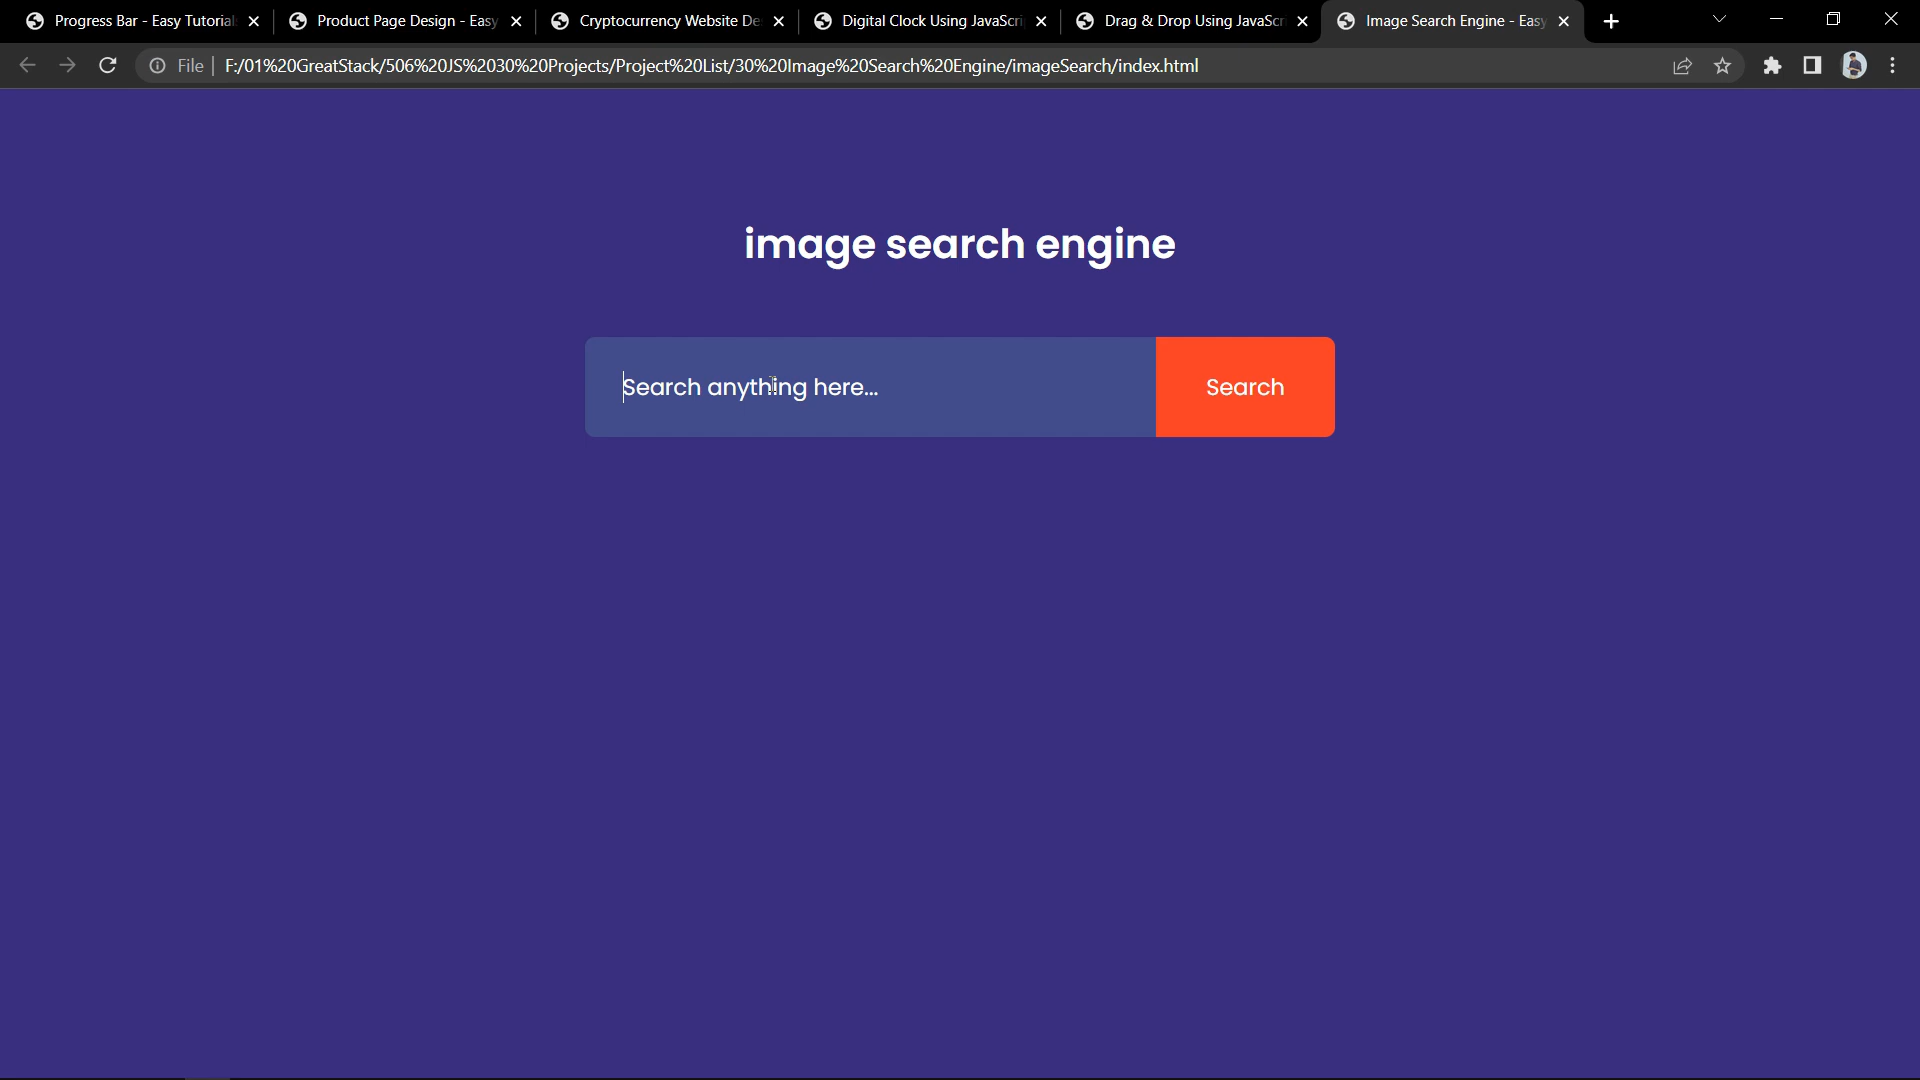 Progress Bar - Easy Tutorial
Product Page Design - Easy
Cryptocurrency Website De
Digital Clock Using JavaScri
Drag & Drop Using JavaScri
Image Search Engine - Easy
File
F:/01%20GreatStack/506%20JS%2030%20Projects/Project%20List/30%20Image%20Search%20Engine/imageSearch/index.html
image search engine
Search anything here...
Search